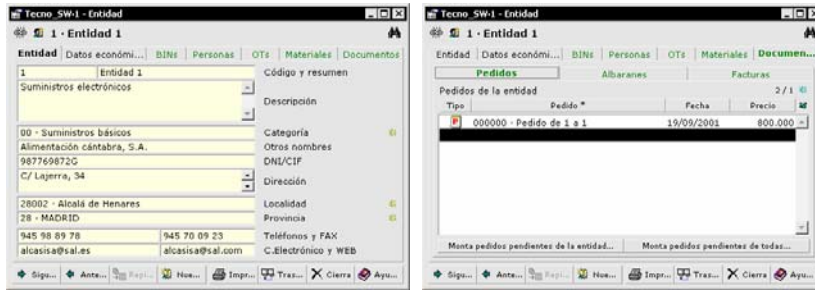 Tecno_SW-1 - Entidad
1 · Entidad 1
Entidad Datos económi... BINs Personas OTs Materiales Documentos
1 Entidad 1 Código y resumen
Suministros electrónicos
Descripción
00 - Suministros básicos Categoría
Alimentación cántabra, S.A. Otros nombres
987769872G DNI/CIF
C/ Lajerra, 34
Dirección
28002 - Alcalá de Henares Localidad
28 - MADRID Provincia
945 98 89 78 945 70 09 23 Teléfonos y FAX
alcasisa@sal.es alcasisa@sal.com C.Electrónico y WEB
Sigu... Ante... Repi... Nue... Impr... Tras... Cierra Ayu...
Tecno_SW-1 - Entidad
1 · Entidad 1
Entidad Datos económi... BINs Personas OTs Materiales Documen...
Pedidos Albaranes Facturas
Pedidos de la entidad 2/1
Tipo Pedido * Fecha Precio
P 000000 - Pedido de 1 a 1 19/09/2001 800.000
Monta pedidos pendientes de la entidad... Monta pedidos pendientes de todas...
Sigu... Ante... Repi... Nue... Impr... Tras... Cierra Ayu...